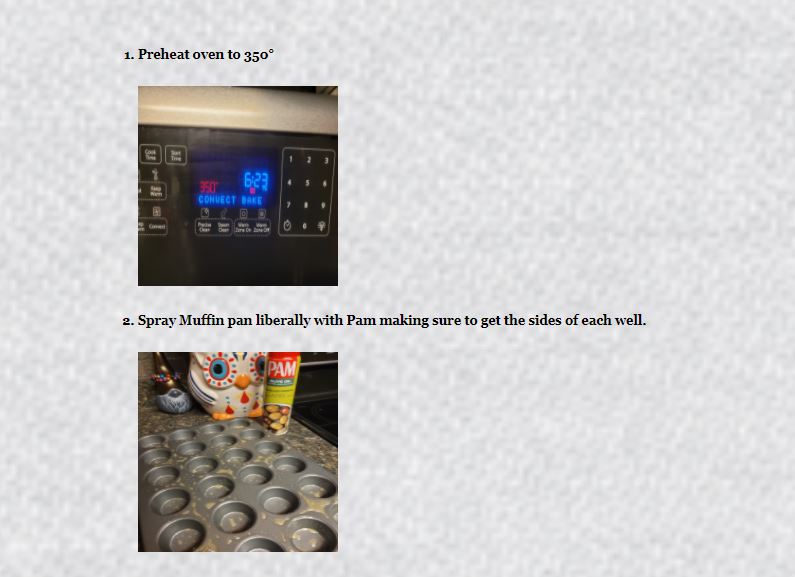 1. Preheat oven to 350°
Cook Time
Start Time
1 2 3
350° 6:23
4 5 6
Keep Warm
CONVECT BAKE
7 8 9
Convect
Precise Clean
Steam Clean
Warm Zone On
Warm Zone Off
0
2. Spray Muffin pan liberally with Pam making sure to get the sides of each well.
PAM